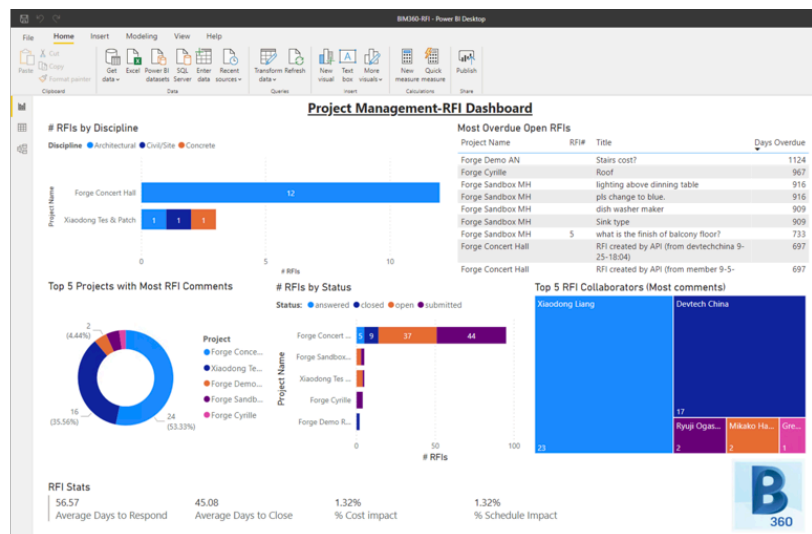 BIM360-RFI - Power BI Desktop
File Home Insert Modeling View Help
Paste
Cut
Copy
Format painter
Get data
Excel
Power BI datasets
SQL Server
Enter data
Recent sources
Transform data
Refresh
New visual
Text box
More visuals
New measure
Quick measure
Publish
Clipboard Data Queries Insert Calculations Share
Project Management-RFI Dashboard
# RFIs by Discipline
Discipline Architectural Civil/Site Concrete
Project Name
Forge Concert Hall 12
Xiaodong Tes & Patch 1 1 1
0 5 10
# RFIs
Most Overdue Open RFIs
Project Name RFI# Title Days Overdue
Forge Demo AN Stairs cost? 1124
Forge Cyrille Roof 967
Forge Sandbox MH lighting above dinning table 916
Forge Sandbox MH pls change to blue. 916
Forge Sandbox MH dish washer maker 909
Forge Sandbox MH Sink type 909
Forge Sandbox MH 5 what is the finish of balcony floor? 733
Forge Concert Hall RFI created by API (from devtechchina 9-25-18:04) 697
Forge Concert Hall RFI created by API (from member 9-5- 697
Top 5 Projects with Most RFI Comments
2
(4.44%)
16
(35.56%)
24
(53.33%)
Project
Forge Conce...
Xiaodong Te...
Forge Demo...
Forge Sandb...
Forge Cyrille
# RFIs by Status
Status: answered closed open submitted
Project Name
Forge Concert ... 5 9 37 44
Forge Sandbox...
Xiaodong Tes ...
Forge Cyrille
Forge Demo R...
0 50 100
# RFIs
Top 5 RFI Collaborators (Most comments)
Xiaodong Liang
23
Devtech China
17
Ryuji Ogas...
2
Mikako Ha...
2
Gre...
1
RFI Stats
56.57
Average Days to Respond
45.08
Average Days to Close
1.32%
% Cost impact
1.32%
% Schedule Impact
B
360